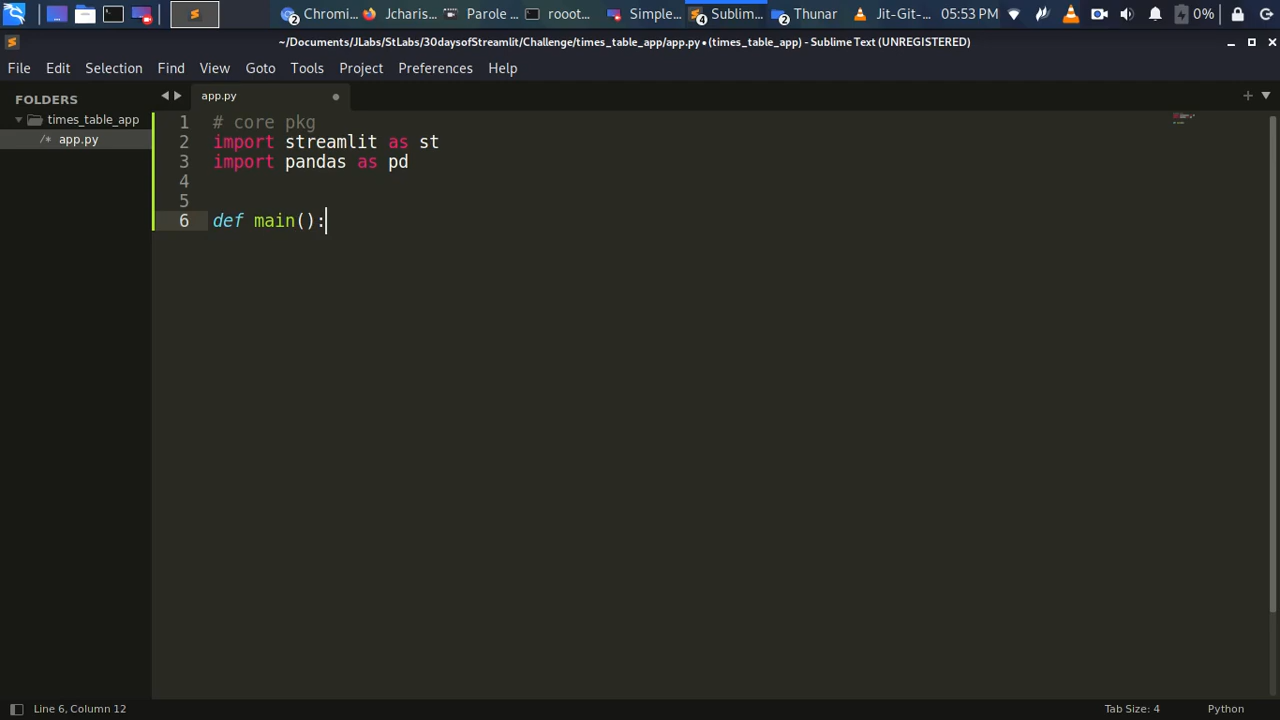 Chromi...
Jcharis...
Parole ...
rooot...
Simple...
4 Sublim...
2 Thunar
Jit-Git-...
05:53 PM
0%
~/Documents/JLabs/StLabs/30daysofStreamlit/Challenge/times_table_app/app.py • (times_table_app) - Sublime Text (UNREGISTERED)
File Edit Selection Find View Goto Tools Project Preferences Help
FOLDERS
times_table_app
/* app.py
app.py
1 # core pkg
2 import streamlit as st
3 import pandas as pd
4
5
6 def main():
Line 6, Column 12
Tab Size: 4
Python